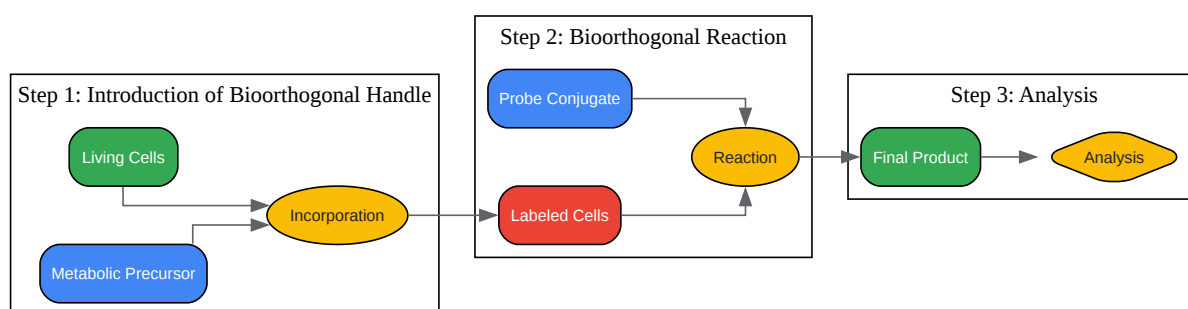 Step 1: Introduction of Bioorthogonal Handle
Living Cells
Metabolic Precursor
Incorporation
Step 2: Bioorthogonal Reaction
Probe Conjugate
Labeled Cells
Reaction
Step 3: Analysis
Final Product
Analysis